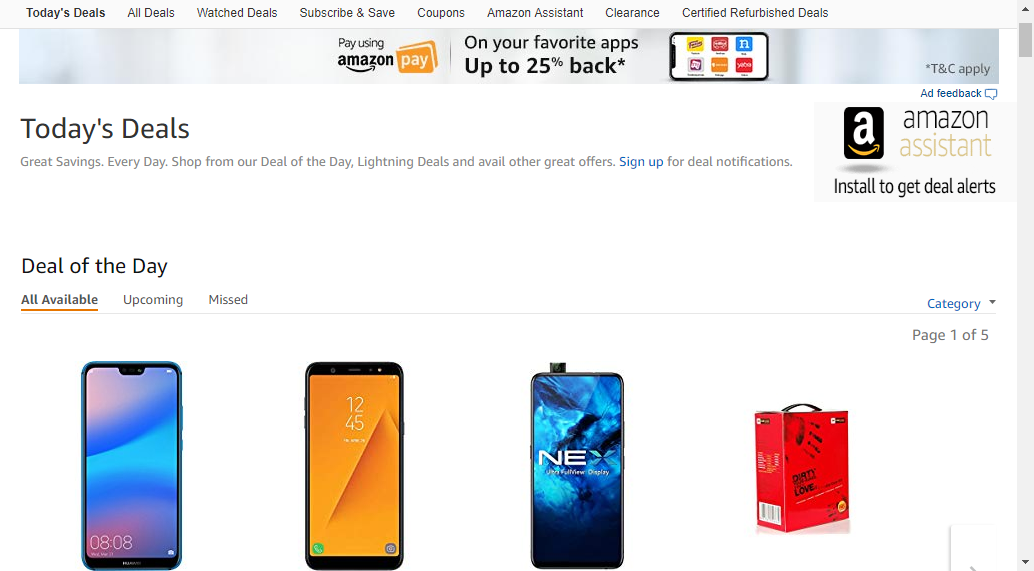 Today's Deals All Deals Watched Deals Subscribe & Save Coupons Amazon Assistant Clearance Certified Refurbished Deals
Pay using
amazon pay
On your favorite apps
Up to 25% back*
*T&C apply
Ad feedback
Today's Deals
Great Savings. Every Day. Shop from our Deal of the Day, Lightning Deals and avail other great offers. Sign up for deal notifications.
a amazon
assistant
Install to get deal alerts
Deal of the Day
All Available Upcoming Missed
Category
Page 1 of 5
08:08
HUAWEI
12
45
NEX
Ultra FullView Display
DIRTY
LOVE